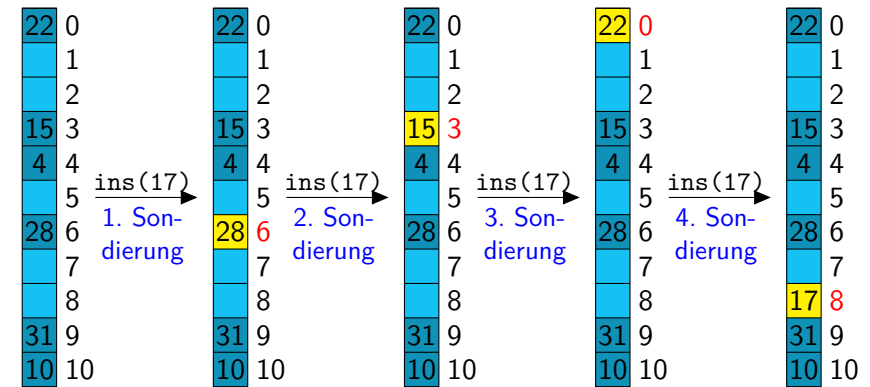 22 0 22 0 22 0 22 0 22 0
1 1 1 1 1
2 2 2 2 2
15 3 15 3 15 3 15 3 15 3
4 4 4 4 4 4 4 4 4 4
ins(17) ins(17) ins(17) ins(17)
5 5 5 5 5
1. Son- 2. Son- 3. Son- 4. Son-
28 6 28 6 28 6 28 6 28 6
dierung dierung dierung dierung
7 7 7 7 7
8 8 8 8 17 8
31 9 31 9 31 9 31 9 31 9
10 10 10 10 10 10 10 10 10 10